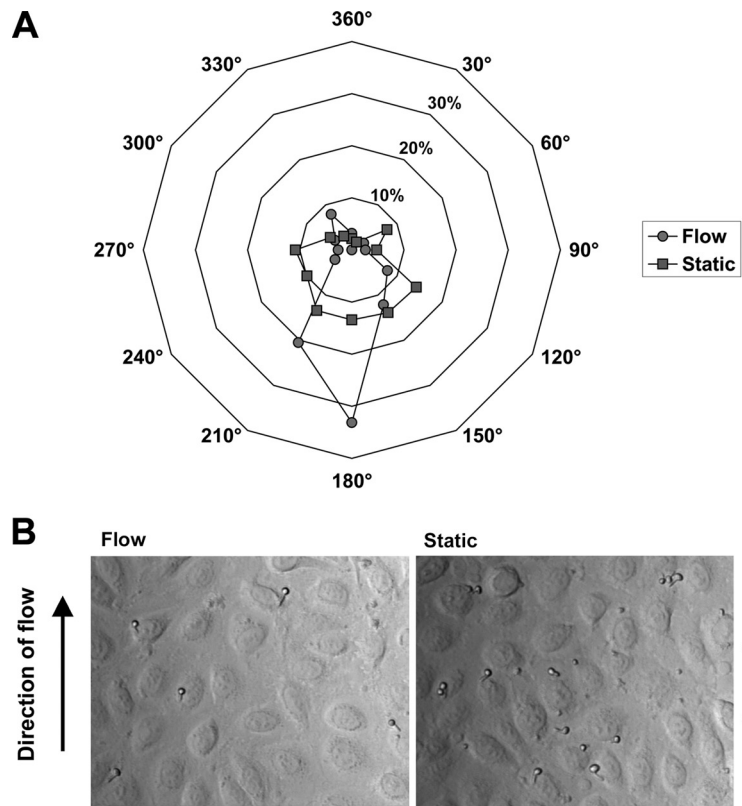 A
360°
330°
30°
30%
300°
60°
20%
10%
270°
90°
Flow
Static
240°
120°
210°
150°
180°
B
Flow
Static
Direction of flow